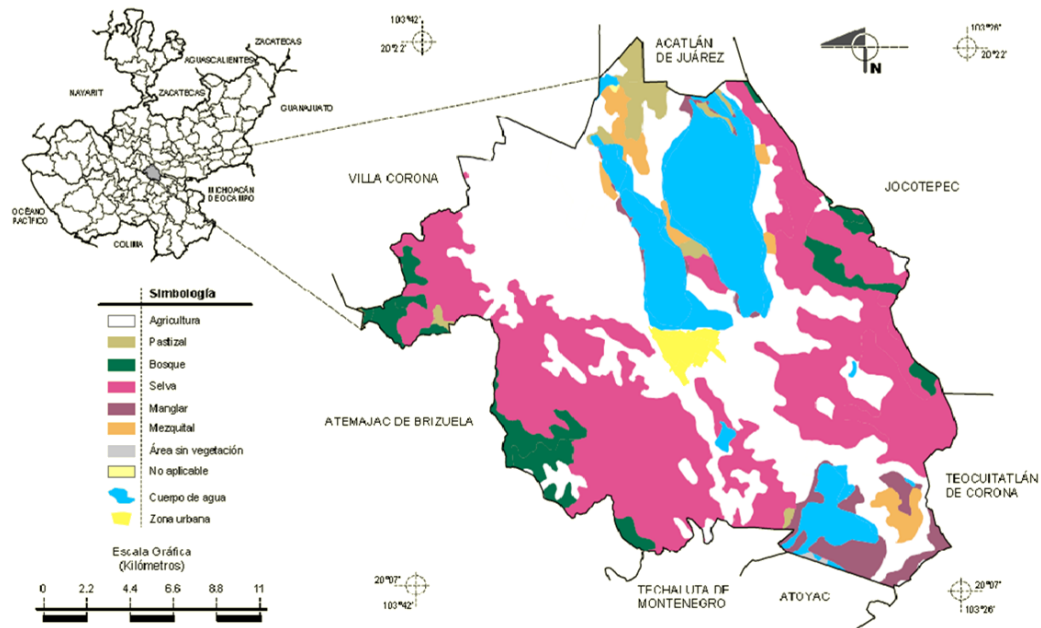 103°42'
20°22'
103°26'
20°22'
N
ZACATECAS
AGUASCALIENTES
NAYARIT
ZACATECAS
GUANAJUATO
MICHOACÁN
DE OCAMPO
OCÉANO
PACÍFICO
COLIMA
ACATLÁN
DE JUÁREZ
VILLA CORONA
JOCOTEPEC
ATEMAJAC DE BRIZUELA
TEOCUITATLÁN
DE CORONA
TECHALUTA DE
MONTENEGRO
ATOYAC
Simbología
Agricultura
Pastizal
Bosque
Selva
Manglar
Mezquital
Área sin vegetación
No aplicable
Cuerpo de agua
Zona urbana
Escala Gráfica
(Kilómetros)
0 2.2 4.4 6.6 8.8 11
20°07'
103°42'
20°07'
103°26'